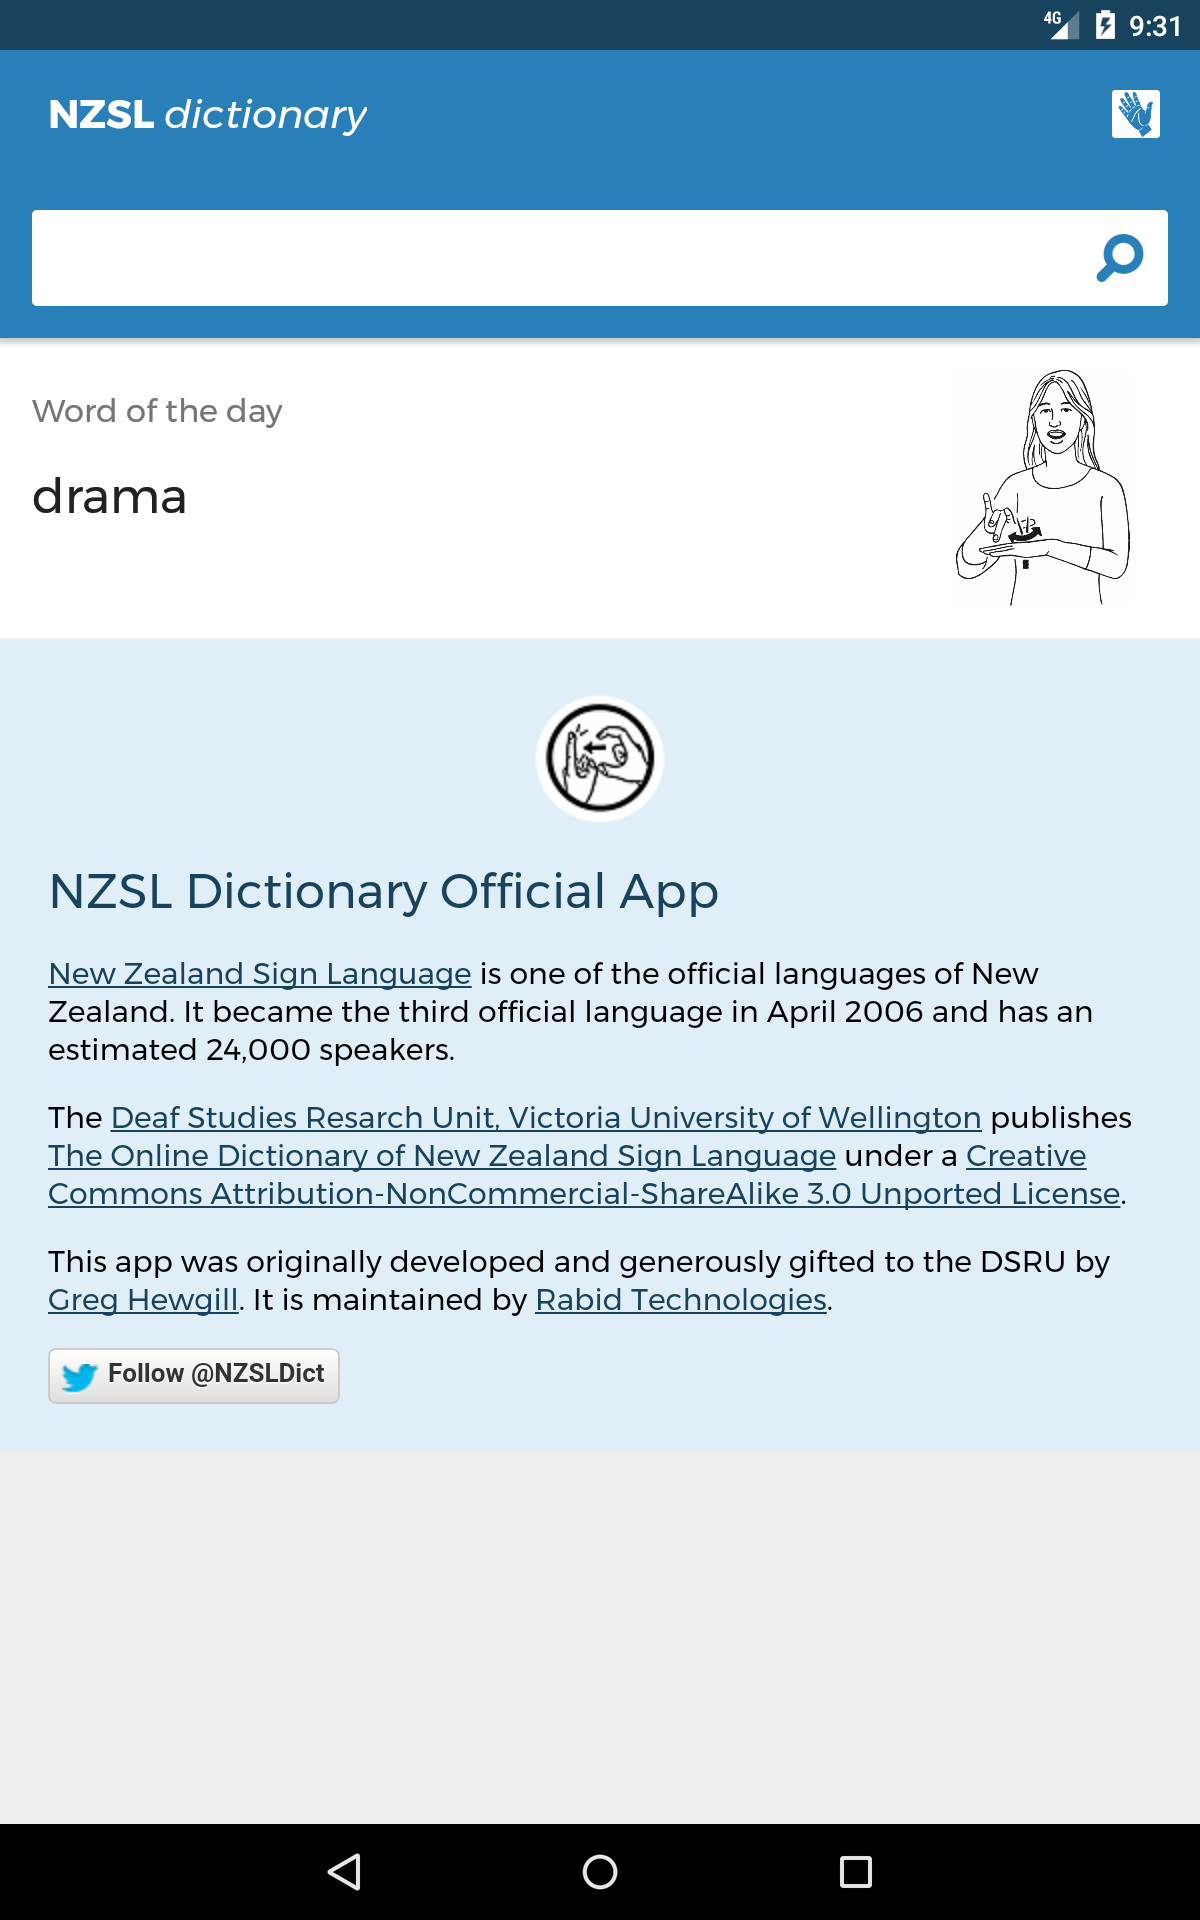 4G 9:31
NZSL dictionary
Word of the day
drama
NZSL Dictionary Official App
New Zealand Sign Language is one of the official languages of New
Zealand. It became the third official language in April 2006 and has an
estimated 24,000 speakers.
The Deaf Studies Resarch Unit, Victoria University of Wellington publishes
The Online Dictionary of New Zealand Sign Language under a Creative
Commons Attribution-NonCommercial-ShareAlike 3.0 Unported License.
This app was originally developed and generously gifted to the DSRU by
Greg Hewgill. It is maintained by Rabid Technologies.
Follow @NZSLDict